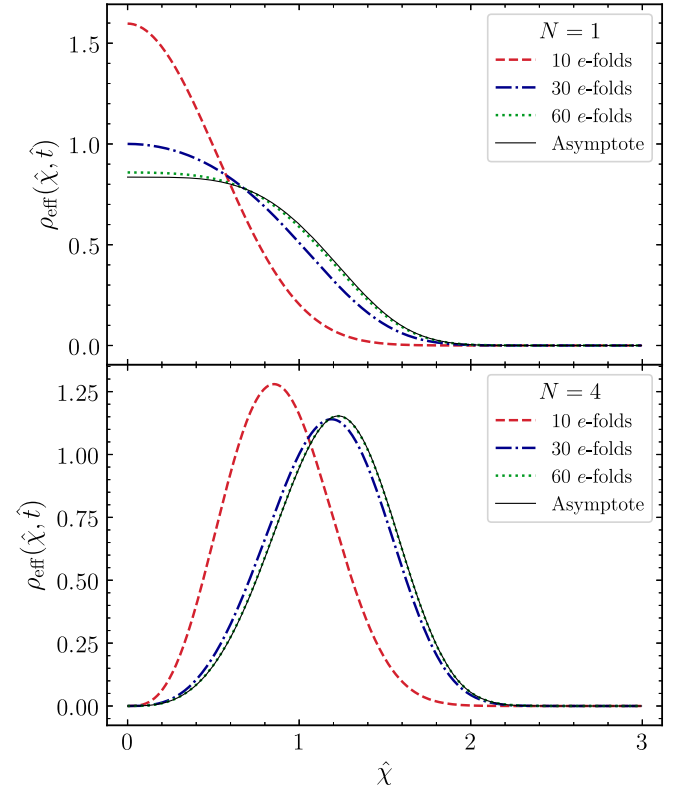 N = 1
10 e-folds
30 e-folds
60 e-folds
Asymptote
1.5
1.0
0.5
0.0
ρeff(χ̂, t̂)
N = 4
10 e-folds
30 e-folds
60 e-folds
Asymptote
1.25
1.00
0.75
0.50
0.25
0.00
ρeff(χ̂, t̂)
0 1 2 3
χ̂